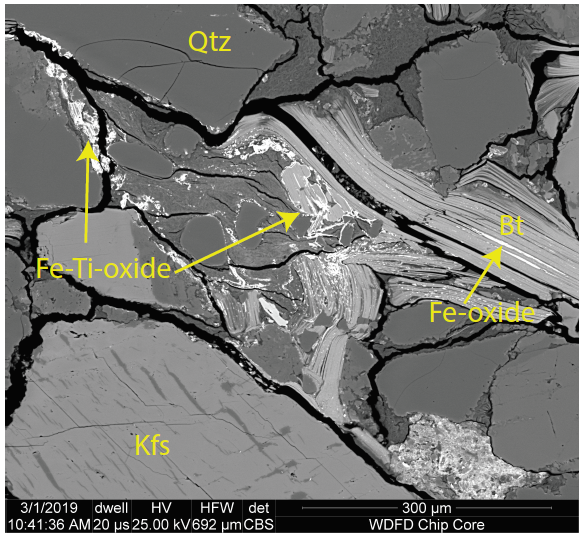 Qtz
Bt
Fe-Ti-oxide
Fe-oxide
Kfs
3/1/2019 dwell HV HFW det 300 µm
10:41:36 AM 20 µs 25.00 kV 692 µm CBS WDFD Chip Core